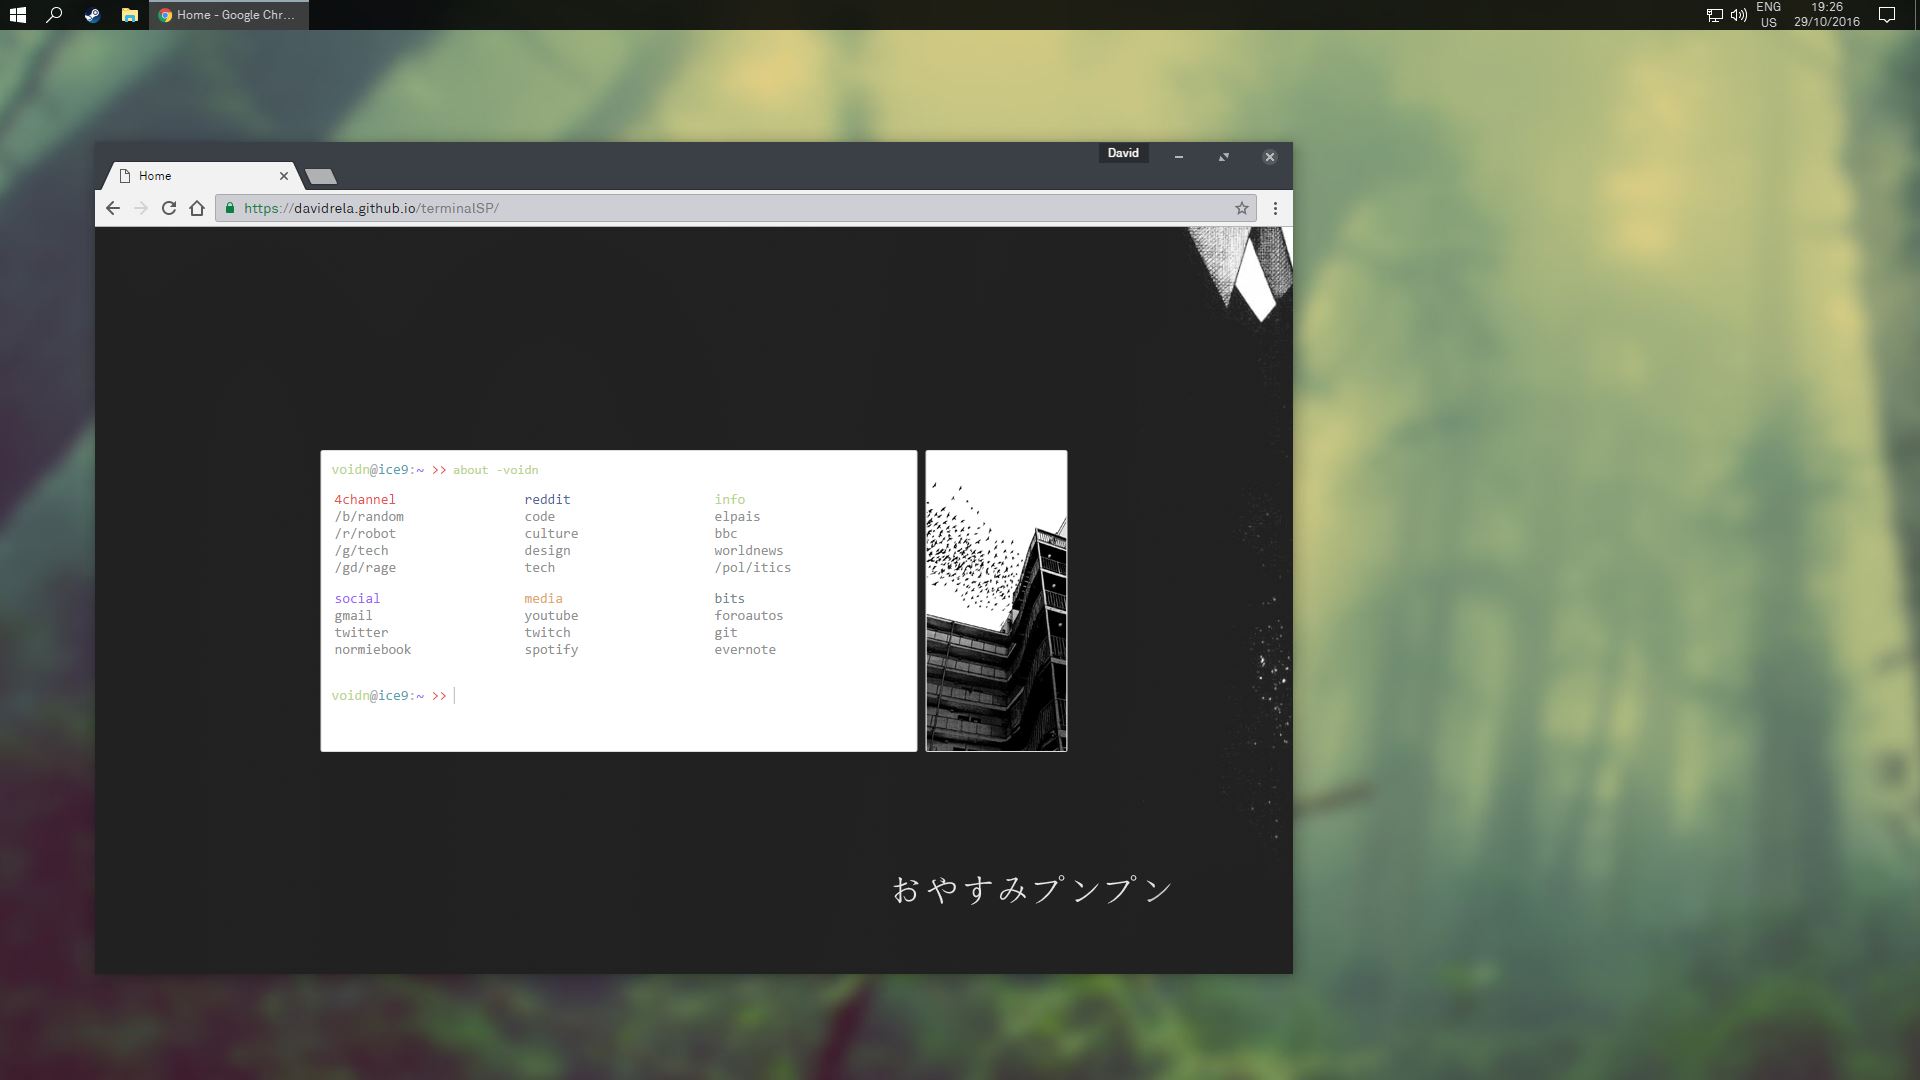 Home - Google Chr...
ENG
US
19:26
29/10/2016
David
Home
https://davidrela.github.io/terminalSP/
voidn@ice9:~ >> about -voidn
4channel reddit info
/b/random code elpais
/r/robot culture bbc
/g/tech design worldnews
/gd/rage tech /pol/itics
social media bits
gmail youtube foroautos
twitter twitch git
normiebook spotify evernote
voidn@ice9:~ >>
おやすみプンプン